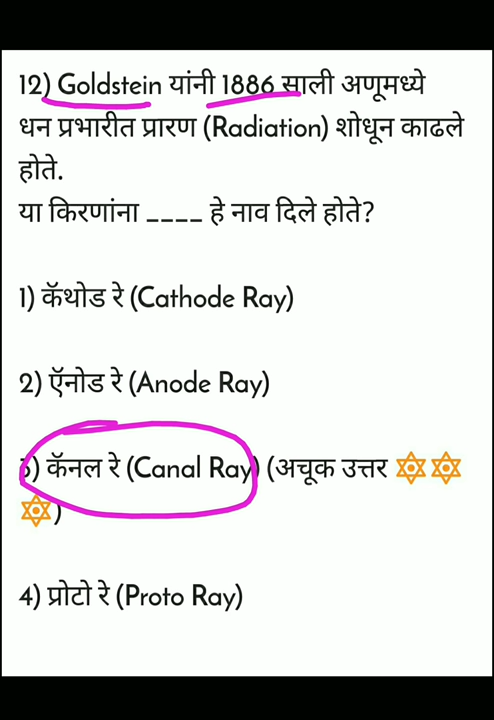 12) Goldstein यांनी 1886 साली अणूमध्ये
धन प्रभारीत प्रारण (Radiation) शोधून काढले
होते.
या किरणांना ____ हे नाव दिले होते?
1) कॅथोड रे (Cathode Ray)
2) ऍनोड रे (Anode Ray)
3) कॅनल रे (Canal Ray) (अचूक उत्तर 🔯🔯
🔯)
4) प्रोटो रे (Proto Ray)